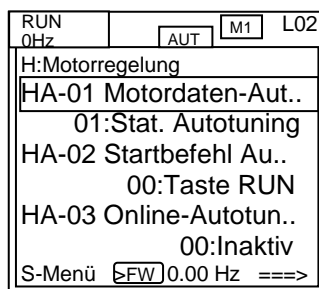 RUN
0Hz
AUT
M1
L02
H:Motorregelung
HA-01 Motordaten-Aut..
01:Stat. Autotuning
HA-02 Startbefehl Au..
00:Taste RUN
HA-03 Online-Autotun..
00:Inaktiv
S-Menü >FW 0.00 Hz ===>